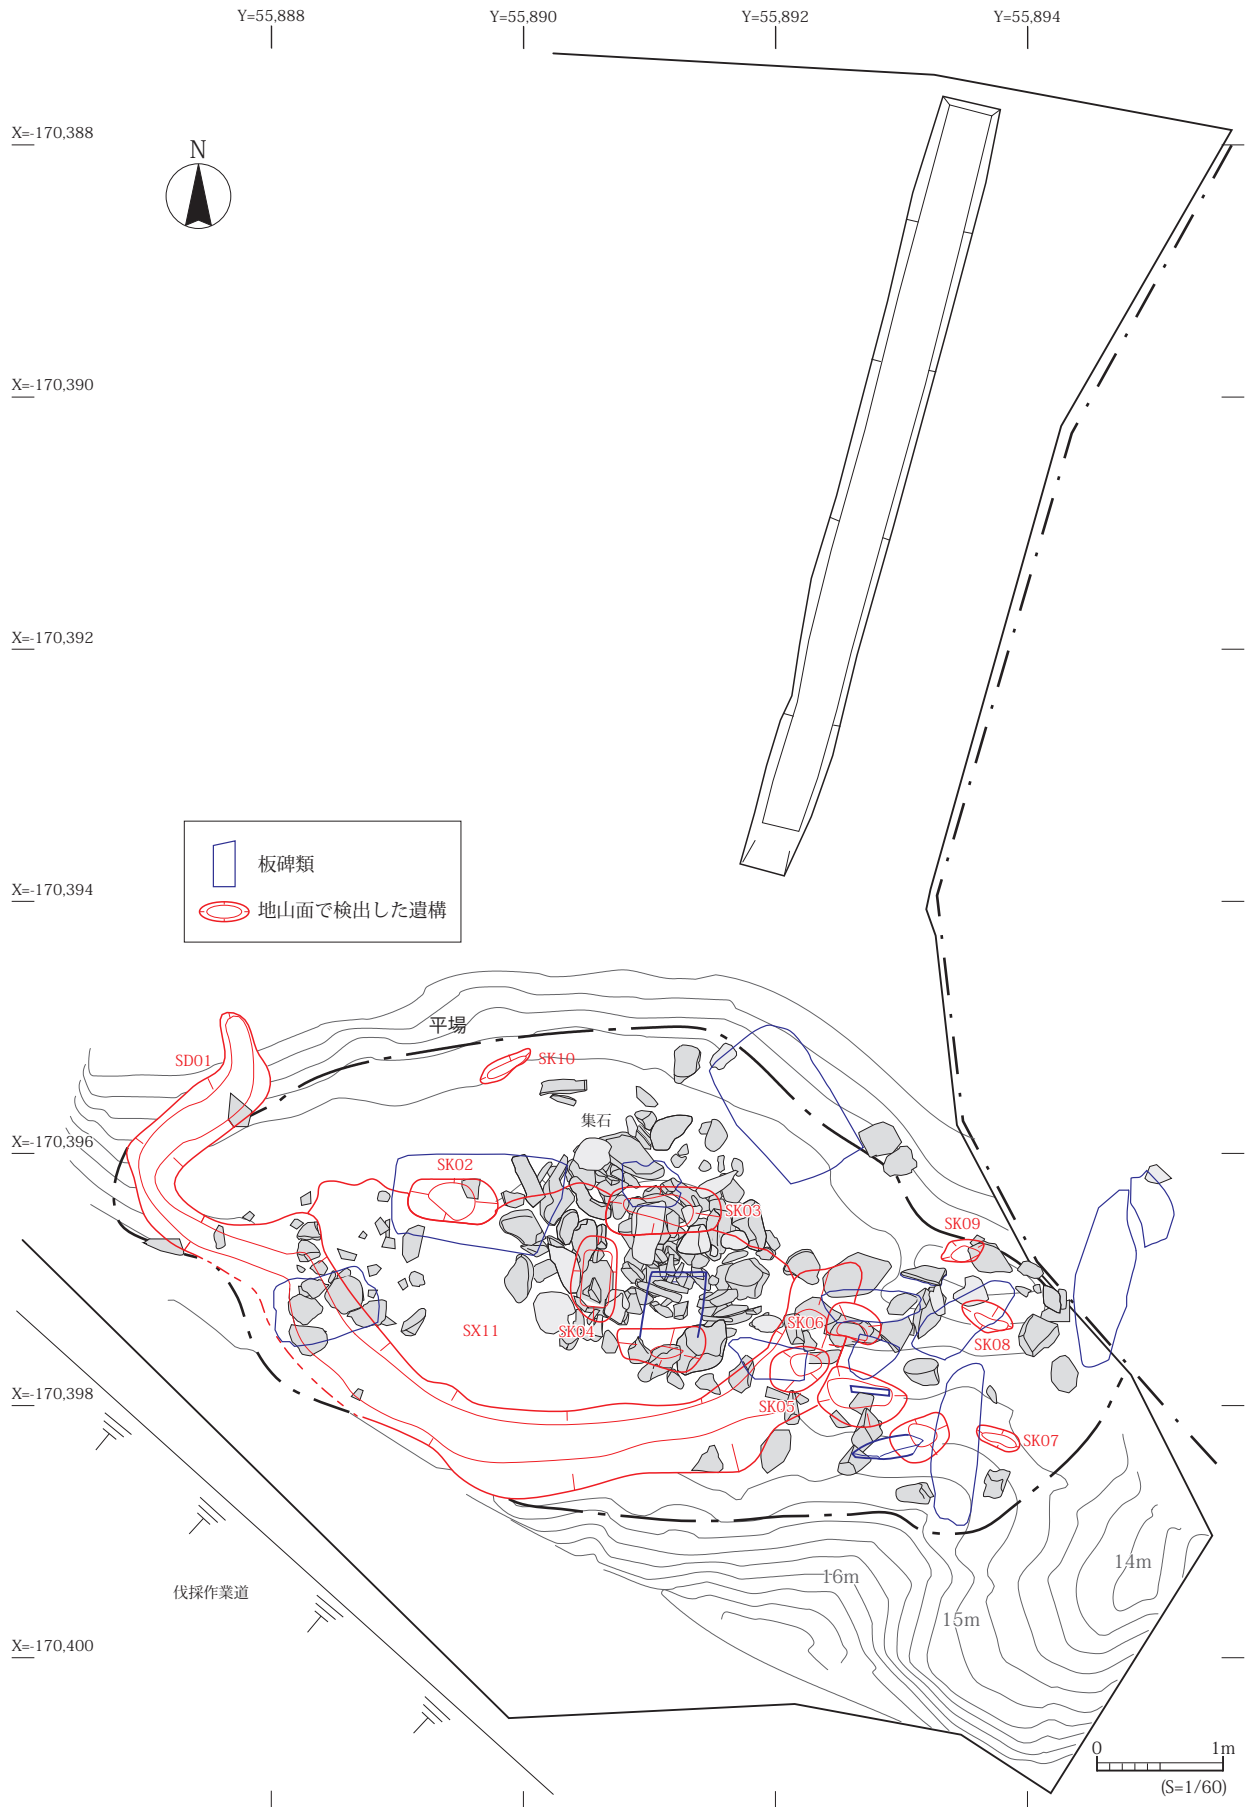 Y=55,888
Y=55,890
Y=55,892
Y=55,894
X=-170,388
N
X=-170,390
X=-170,392
板碑類
X=-170,394
地山面で検出した遺構
平場
SD01
SK10
集石
X=-170,396
SK02
SK03
SK09
SX11
SK04
SK06
SK08
X=-170,398
SK05
SK07
16m
14m
伐採作業道
15m
X=-170,400
0 1m
(S=1/60)